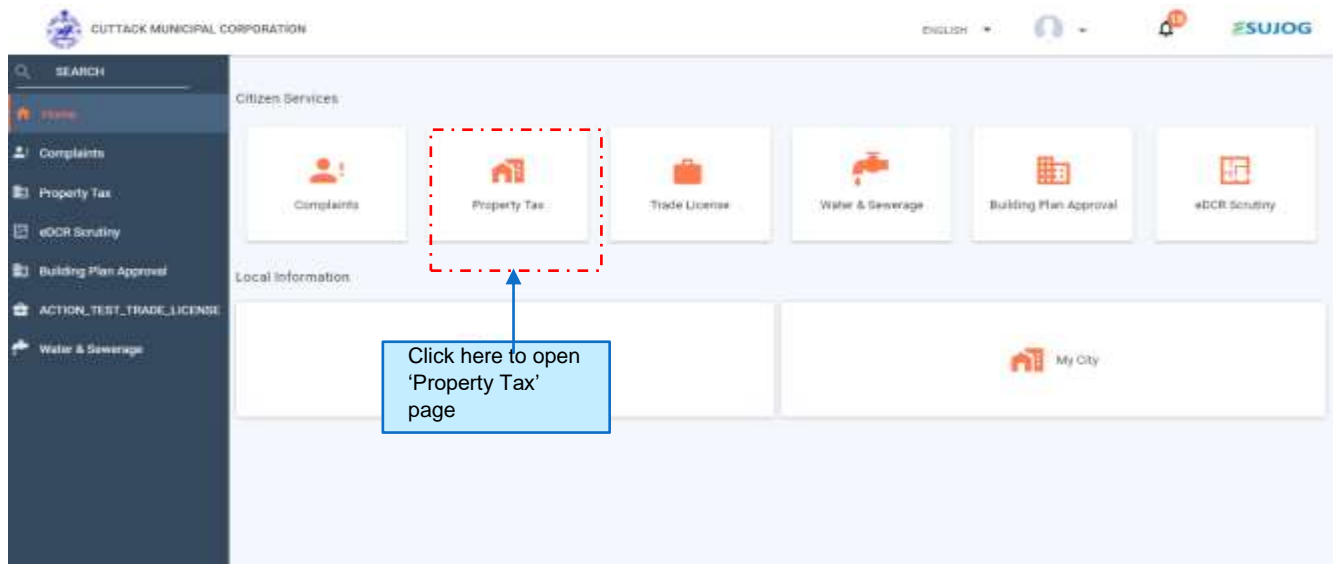 CUTTACK MUNICIPAL CORPORATION
ENGLISH
ESUJOG
SEARCH
Home
Complaints
Property Tax
eDCR Scrutiny
Building Plan Approval
ACTION_TEST_TRADE_LICENSE
Water & Sewerage
Citizen Services
Complaints
Property Tax
Trade License
Water & Sewerage
Building Plan Approval
eDCR Scrutiny
Local Information
My City
Click here to open
‘Property Tax’
page